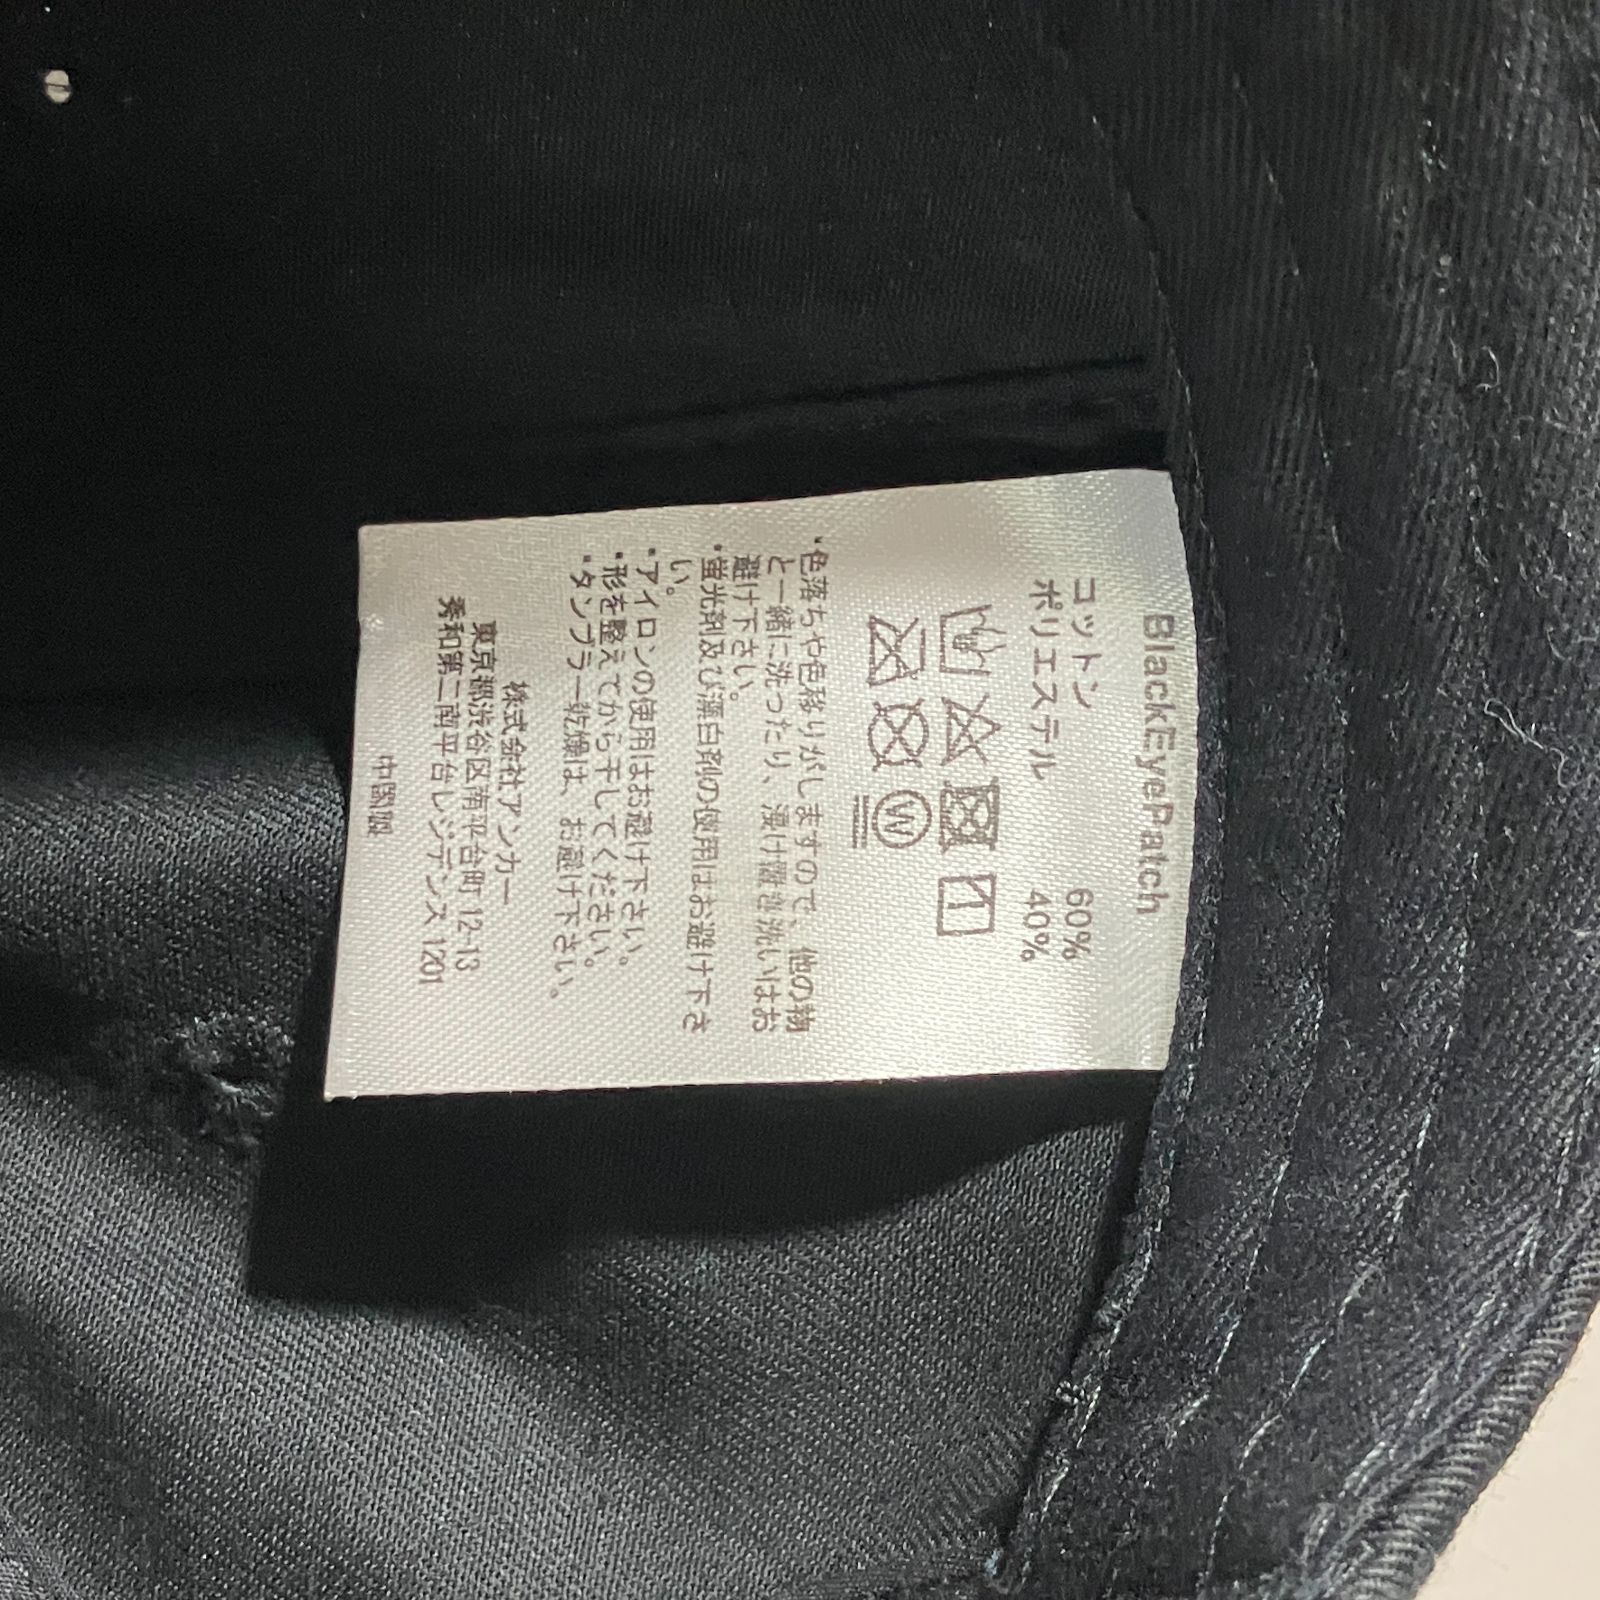 BlackEyePatch
コットン 60%
ポリエステル 40%
W
・色落ちや色移りがしますので、他の物
と一緒に洗ったり、漬け置き洗いはお
避け下さい。
・蛍光剤及び漂白剤の使用はお避け下さ
い。
・アイロンの使用はお避け下さい。
・形を整えてから干してください。
・タンブラー乾燥は、お避け下さい。
株式会社アンカー
東京都渋谷区南平台町 12-13
秀和第二南平台レジデンス 1201
中国製